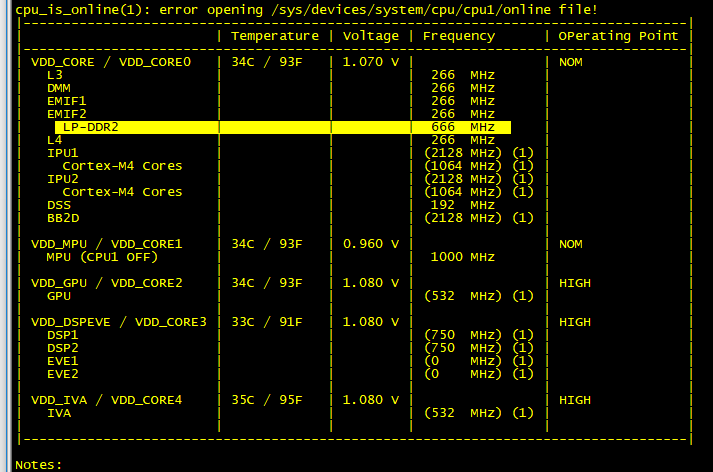 cpu_is_online(1): error opening /sys/devices/system/cpu/cpu1/online file!
|-----------------------------------------------------------------------------------|
| | Temperature | Voltage | Frequency | OPerating Point |
|-----------------------------------------------------------------------------------|
| VDD_CORE / VDD_CORE0 | 34C / 93F | 1.070 V | | NOM |
| L3 | | | 266 MHz | |
| DMM | | | 266 MHz | |
| EMIF1 | | | 266 MHz | |
| EMIF2 | | | 266 MHz | |
| LP-DDR2 | | | 666 MHz | |
| L4 | | | 266 MHz | |
| IPU1 | | | (2128 MHz) (1) | |
| Cortex-M4 Cores | | | (1064 MHz) (1) | |
| IPU2 | | | (2128 MHz) (1) | |
| Cortex-M4 Cores | | | (1064 MHz) (1) | |
| DSS | | | 192 MHz | |
| BB2D | | | (2128 MHz) (1) | |
| | | | | |
| VDD_MPU / VDD_CORE1 | 34C / 93F | 0.960 V | | NOM |
| MPU (CPU1 OFF) | | | 1000 MHz | |
| | | | | |
| VDD_GPU / VDD_CORE2 | 34C / 93F | 1.080 V | | HIGH |
| GPU | | | (532 MHz) (1) | |
| | | | | |
| VDD_DSPEVE / VDD_CORE3 | 33C / 91F | 1.080 V | | HIGH |
| DSP1 | | | (750 MHz) (1) | |
| DSP2 | | | (750 MHz) (1) | |
| EVE1 | | | (0 MHz) (1) | |
| EVE2 | | | (0 MHz) (1) | |
| | | | | |
| VDD_IVA / VDD_CORE4 | 35C / 95F | 1.080 V | | HIGH |
| IVA | | | (532 MHz) (1) | |
| | | | | |
|-----------------------------------------------------------------------------------|
Notes: